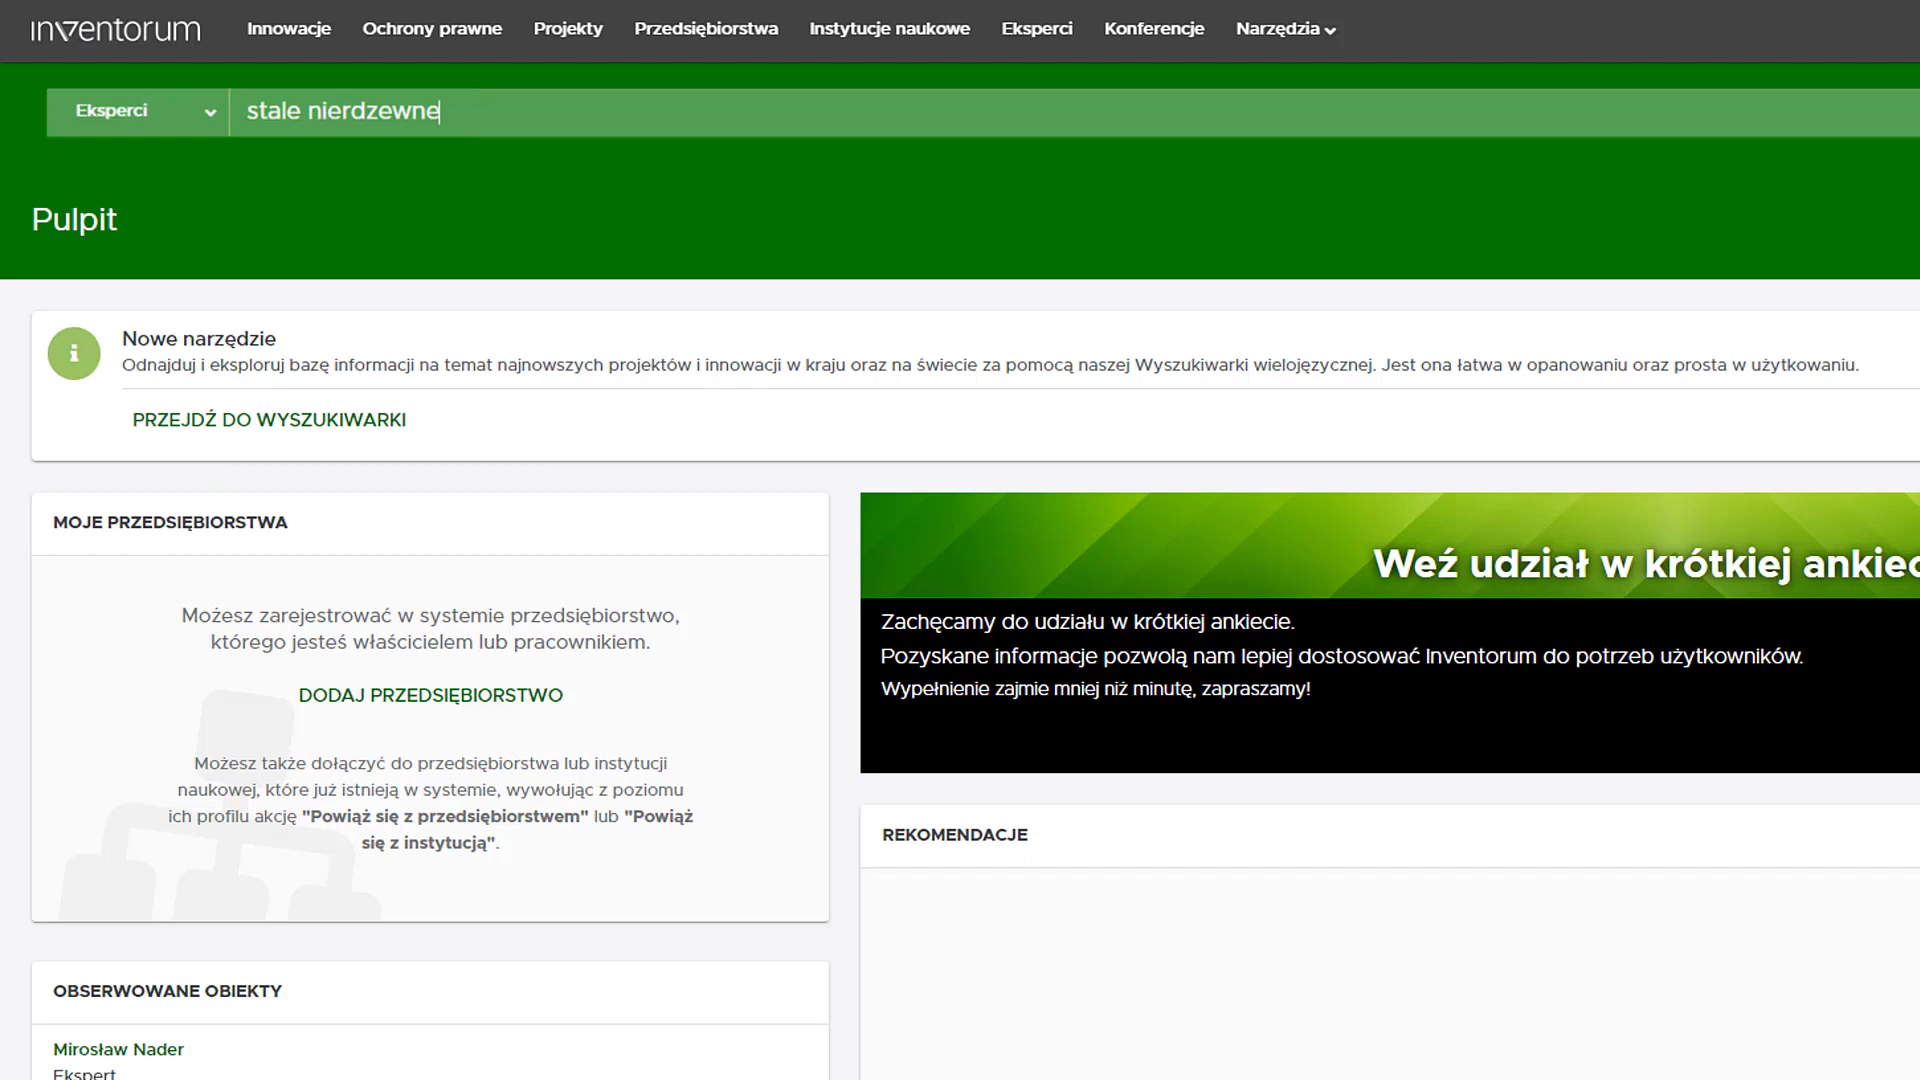 inventorum Innowacje Ochrony prawne Projekty Przedsiębiorstwa Instytucje naukowe Eksperci Konferencje Narzędzia
Eksperci stale nierdzewne
Pulpit
Nowe narzędzie
Odnajduj i eksploruj bazę informacji na temat najnowszych projektów i innowacji w kraju oraz na świecie za pomocą naszej Wyszukiwarki wielojęzycznej. Jest ona łatwa w opanowaniu oraz prosta w użytkowaniu.
PRZEJDŹ DO WYSZUKIWARKI
MOJE PRZEDSIĘBIORSTWA
Możesz zarejestrować w systemie przedsiębiorstwo,
którego jesteś właścicielem lub pracownikiem.
DODAJ PRZEDSIĘBIORSTWO
Możesz także dołączyć do przedsiębiorstwa lub instytucji
naukowej, które już istnieją w systemie, wywołując z poziomu
ich profilu akcję "Powiąż się z przedsiębiorstwem" lub "Powiąż
się z instytucją".
Weź udział w krótkiej ankiec
Zachęcamy do udziału w krótkiej ankiecie.
Pozyskane informacje pozwolą nam lepiej dostosować Inventorum do potrzeb użytkowników.
Wypełnienie zajmie mniej niż minutę, zapraszamy!
REKOMENDACJE
OBSERWOWANE OBIEKTY
Mirosław Nader
Ekspert